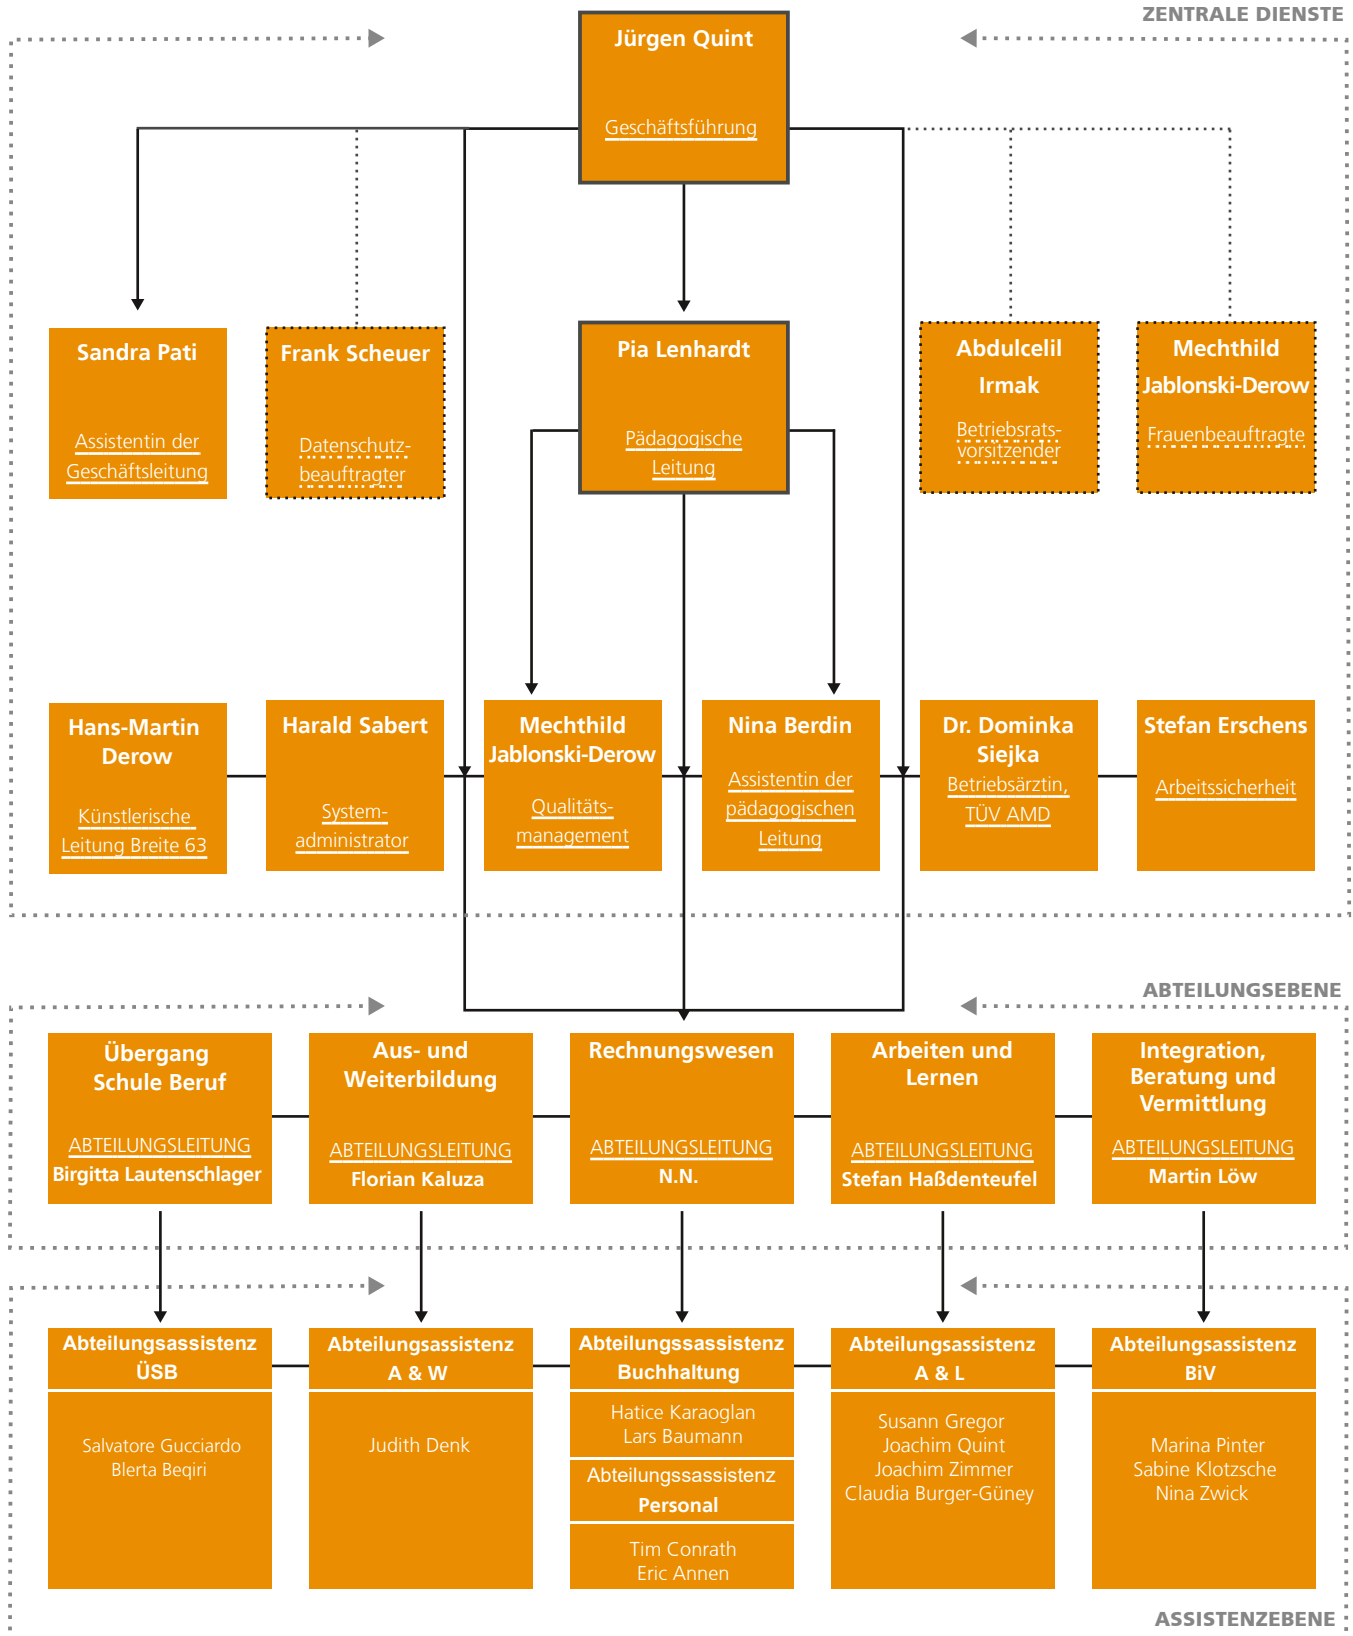 ZENTRALE DIENSTE
Jürgen Quint
Geschäftsführung
Sandra Pati
Assistentin der
Geschäftsleitung
Frank Scheuer
Datenschutz-
beauftragter
Pia Lenhardt
Pädagogische
Leitung
Abdulcelil
Irmak
Betriebsrats-
vorsitzender
Mechthild
Jablonski-Derow
Frauenbeauftragte
Hans-Martin
Derow
Künstlerische
Leitung Breite 63
Harald Sabert
System-
administrator
Mechthild
Jablonski-Derow
Qualitäts-
management
Nina Berdin
Assistentin der
pädagogischen
Leitung
Dr. Dominka
Siejka
Betriebsärztin,
TÜV AMD
Stefan Erschens
Arbeitssicherheit
ABTEILUNGSEBENE
Übergang
Schule Beruf
ABTEILUNGSLEITUNG
Birgitta Lautenschlager
Aus- und
Weiterbildung
ABTEILUNGSLEITUNG
Florian Kaluza
Rechnungswesen
ABTEILUNGSLEITUNG
N.N.
Arbeiten und
Lernen
ABTEILUNGSLEITUNG
Stefan Haßdenteufel
Integration,
Beratung und
Vermittlung
ABTEILUNGSLEITUNG
Martin Löw
Abteilungsassistenz
ÜSB
Salvatore Gucciardo
Blerta Beqiri
Abteilungsassistenz
A & W
Judith Denk
Abteilungssassistenz
Buchhaltung
Hatice Karaoglan
Lars Baumann
Abteilungssassistenz
Personal
Tim Conrath
Eric Annen
Abteilungsassistenz
A & L
Susann Gregor
Joachim Quint
Joachim Zimmer
Claudia Burger-Güney
Abteilungsassistenz
BiV
Marina Pinter
Sabine Klotzsche
Nina Zwick
ASSISTENZEBENE